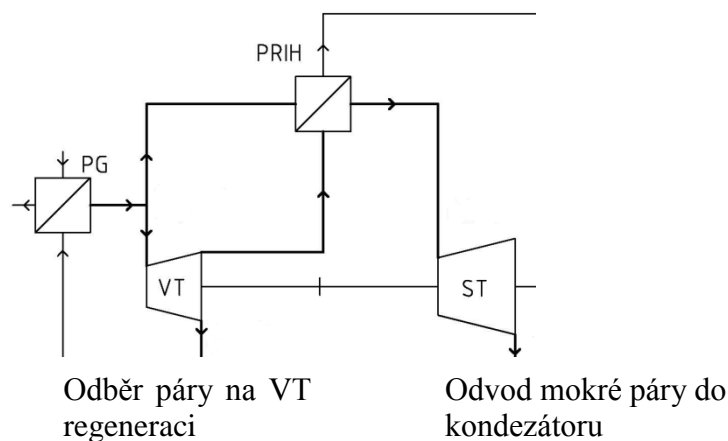 PRIH
PG
VT
ST
Odběr páry na VT
regeneraci
Odvod mokré páry do
kondezátoru